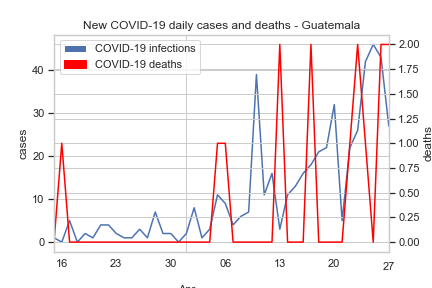 New COVID-19 daily cases and deaths - Guatemala
COVID-19 infections
COVID-19 deaths
cases
40
30
20
10
0
deaths
2.00
1.75
1.50
1.25
1.00
0.75
0.50
0.25
0.00
16 23 30 06 13 20 27